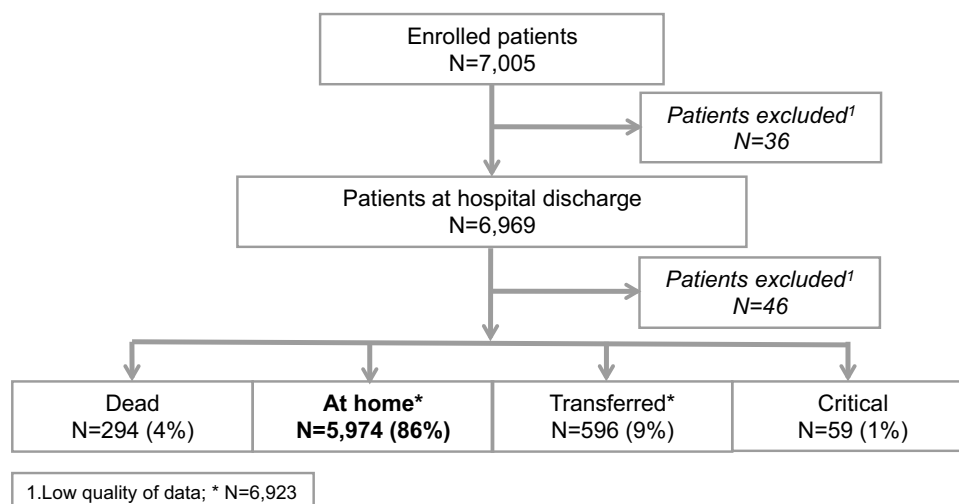 Enrolled patients
N=7,005
Patients excluded¹
N=36
Patients at hospital discharge
N=6,969
Patients excluded¹
N=46
Dead
N=294 (4%)
At home*
N=5,974 (86%)
Transferred*
N=596 (9%)
Critical
N=59 (1%)
1.Low quality of data; * N=6,923